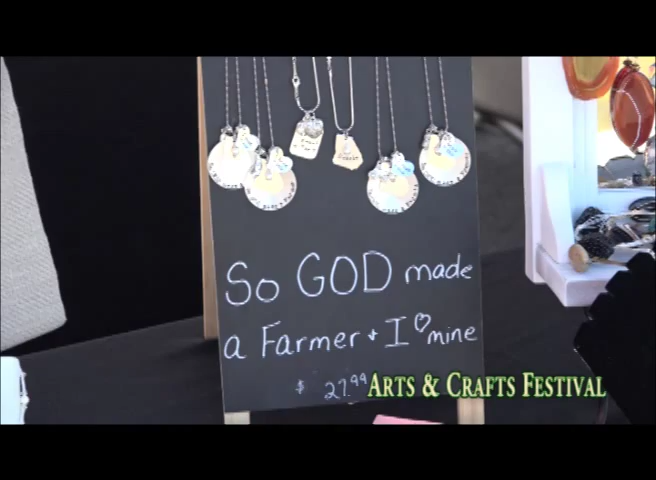 So GOD made
a Farmer + I ♡ mine
$ 27.99
ARTS & CRAFTS FESTIVAL